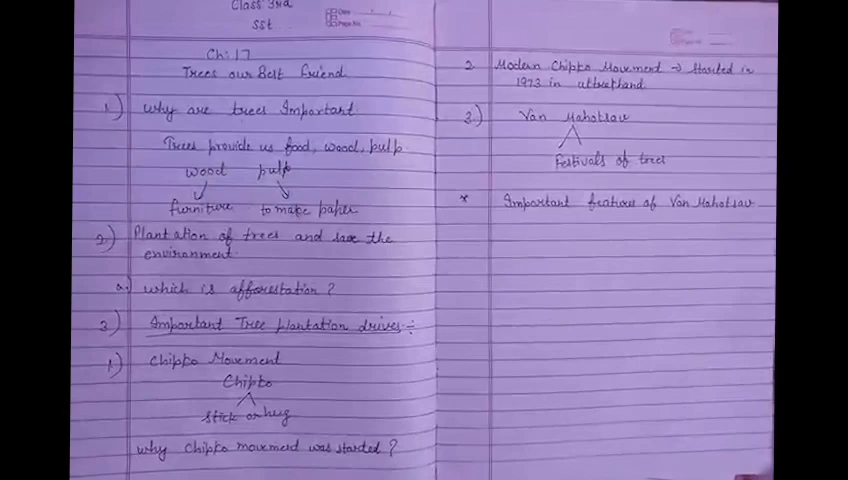 Class 3rd
SSt
Ch: 17
Trees our Best friend
1.) why are trees Important
Trees provide us food, wood, pulp
wood pulp
furniture to make paper
2.) Plantation of trees and save the
environment.
a.) which is afforestation ?
3) Important Tree plantation drives:-
1.) Chipko Movement
Chipko
stick or hug
why Chipko movement was started ?
Date
Page No.
2. Modern Chipko Movement → Started in
1973 in uttrakhand
3.) Van Mahotsav
Festivals of trees
* Important features of Van Mahotsav